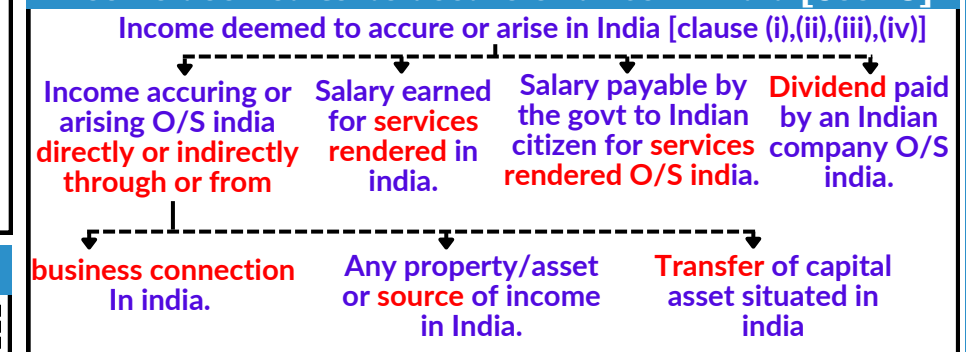 Income deemed to accure or arise in India [clause (i),(ii),(iii),(iv)]
Income accuring or
arising O/S india
directly or indirectly
through or from
Salary earned
for services
rendered in
india.
Salary payable by
the govt to Indian
citizen for services
rendered O/S india.
Dividend paid
by an Indian
company O/S
india.
business connection
In india.
Any property/asset
or source of income
in India.
Transfer of capital
asset situated in
india